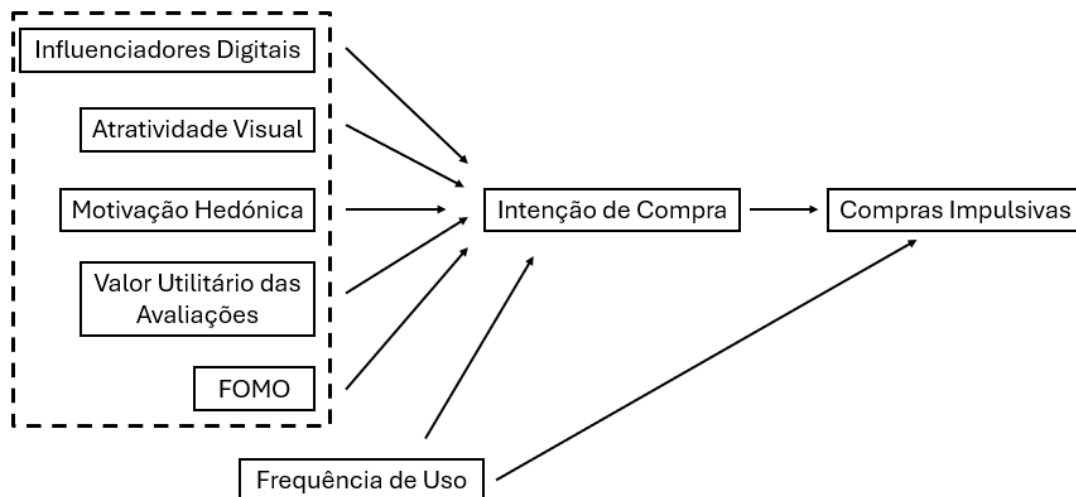 Influenciadores Digitais
Atratividade Visual
Motivação Hedónica
Intenção de Compra
Compras Impulsivas
Valor Utilitário das
Avaliações
FOMO
Frequência de Uso